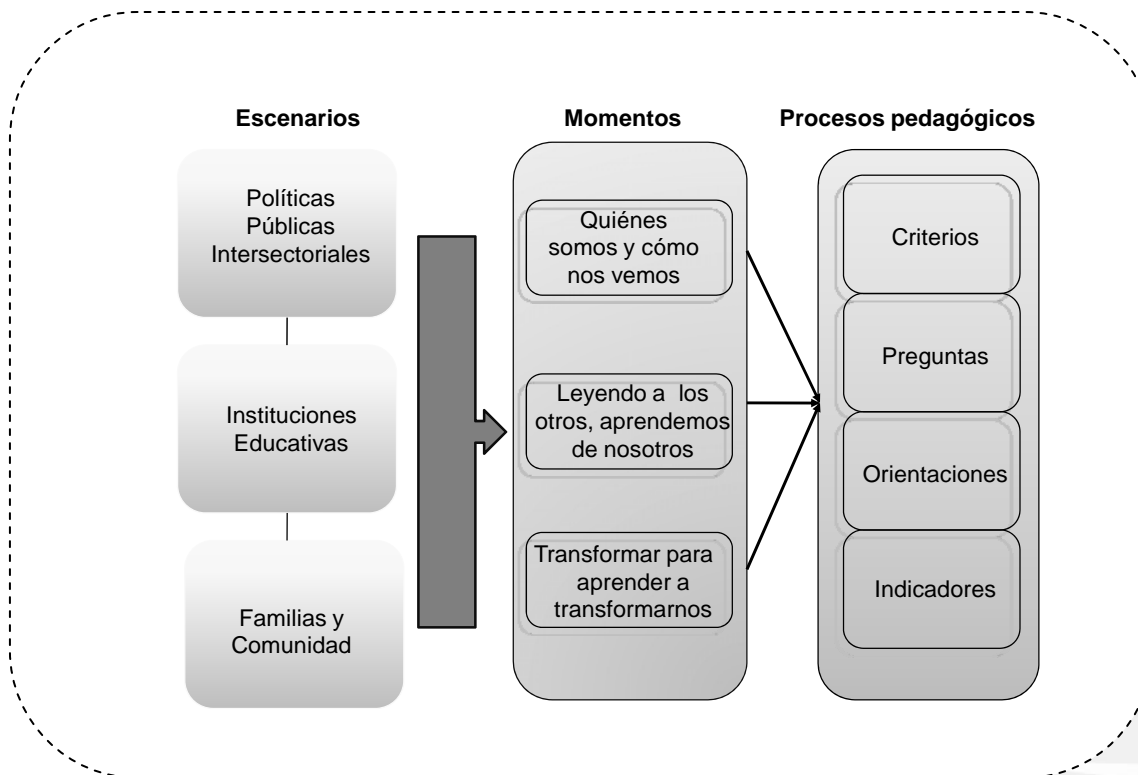 Escenarios
Políticas
Públicas
Intersectoriales
Instituciones
Educativas
Familias y
Comunidad
Momentos
Quiénes
somos y cómo
nos vemos
Leyendo a los
otros, aprendemos
de nosotros
Transformar para
aprender a
transformarnos
Procesos pedagógicos
Criterios
Preguntas
Orientaciones
Indicadores